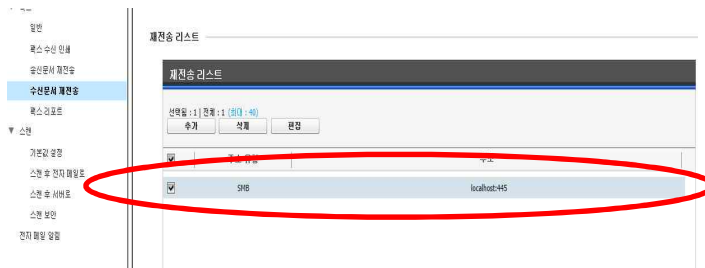 일반
팩스 수신 인쇄
송신문서 재전송
수신문서 재전송
팩스 리포트
▼ 스캔
기본값 설정
스캔 후 전자 메일로
스캔 후 서버로
스캔 보안
전자 메일 알림
재전송 리스트
재전송 리스트
선택됨 : 1 | 전체 : 1 (최대 : 40)
추가 삭제 편집
주소 유형 주소
SMB localhost:445